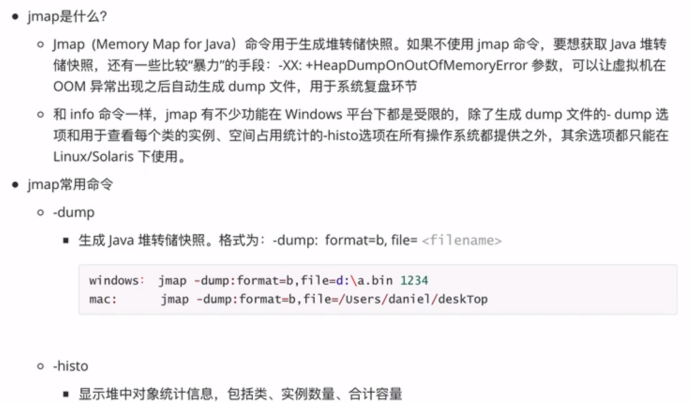 jmap是什么?
Jmap (Memory Map for Java) 命令用于生成堆转储快照。如果不使用 jmap 命令，要想获取 Java 堆转
储快照，还有一些比较“暴力”的手段：-XX: +HeapDumpOnOutOfMemoryError 参数，可以让虚拟机在
OOM 异常出现之后自动生成 dump 文件，用于系统复盘环节
和 info 命令一样，jmap 有不少功能在 Windows 平台下都是受限的，除了生成 dump 文件的- dump 选
项和用于查看每个类的实例、空间占用统计的-histo选项在所有操作系统都提供之外，其余选项都只能在
Linux/Solaris 下使用。
jmap常用命令
-dump
生成 Java 堆转储快照。格式为：-dump: format=b, file= <filename>
windows： jmap -dump:format=b,file=d:\a.bin 1234
mac: jmap -dump:format=b,file=/Users/daniel/deskTop
-histo
显示堆中对象统计信息，包括类、实例数量、合计容量